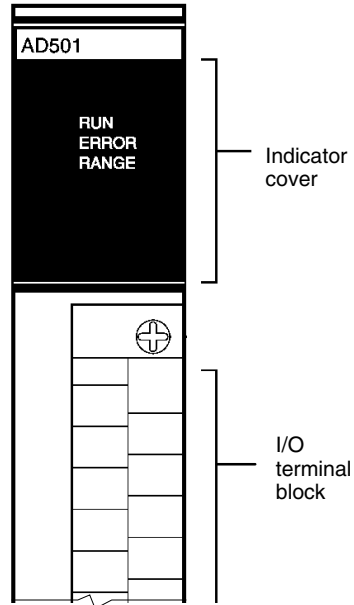 AD501
RUN
ERROR
RANGE
Indicator
cover
I/O
terminal
block